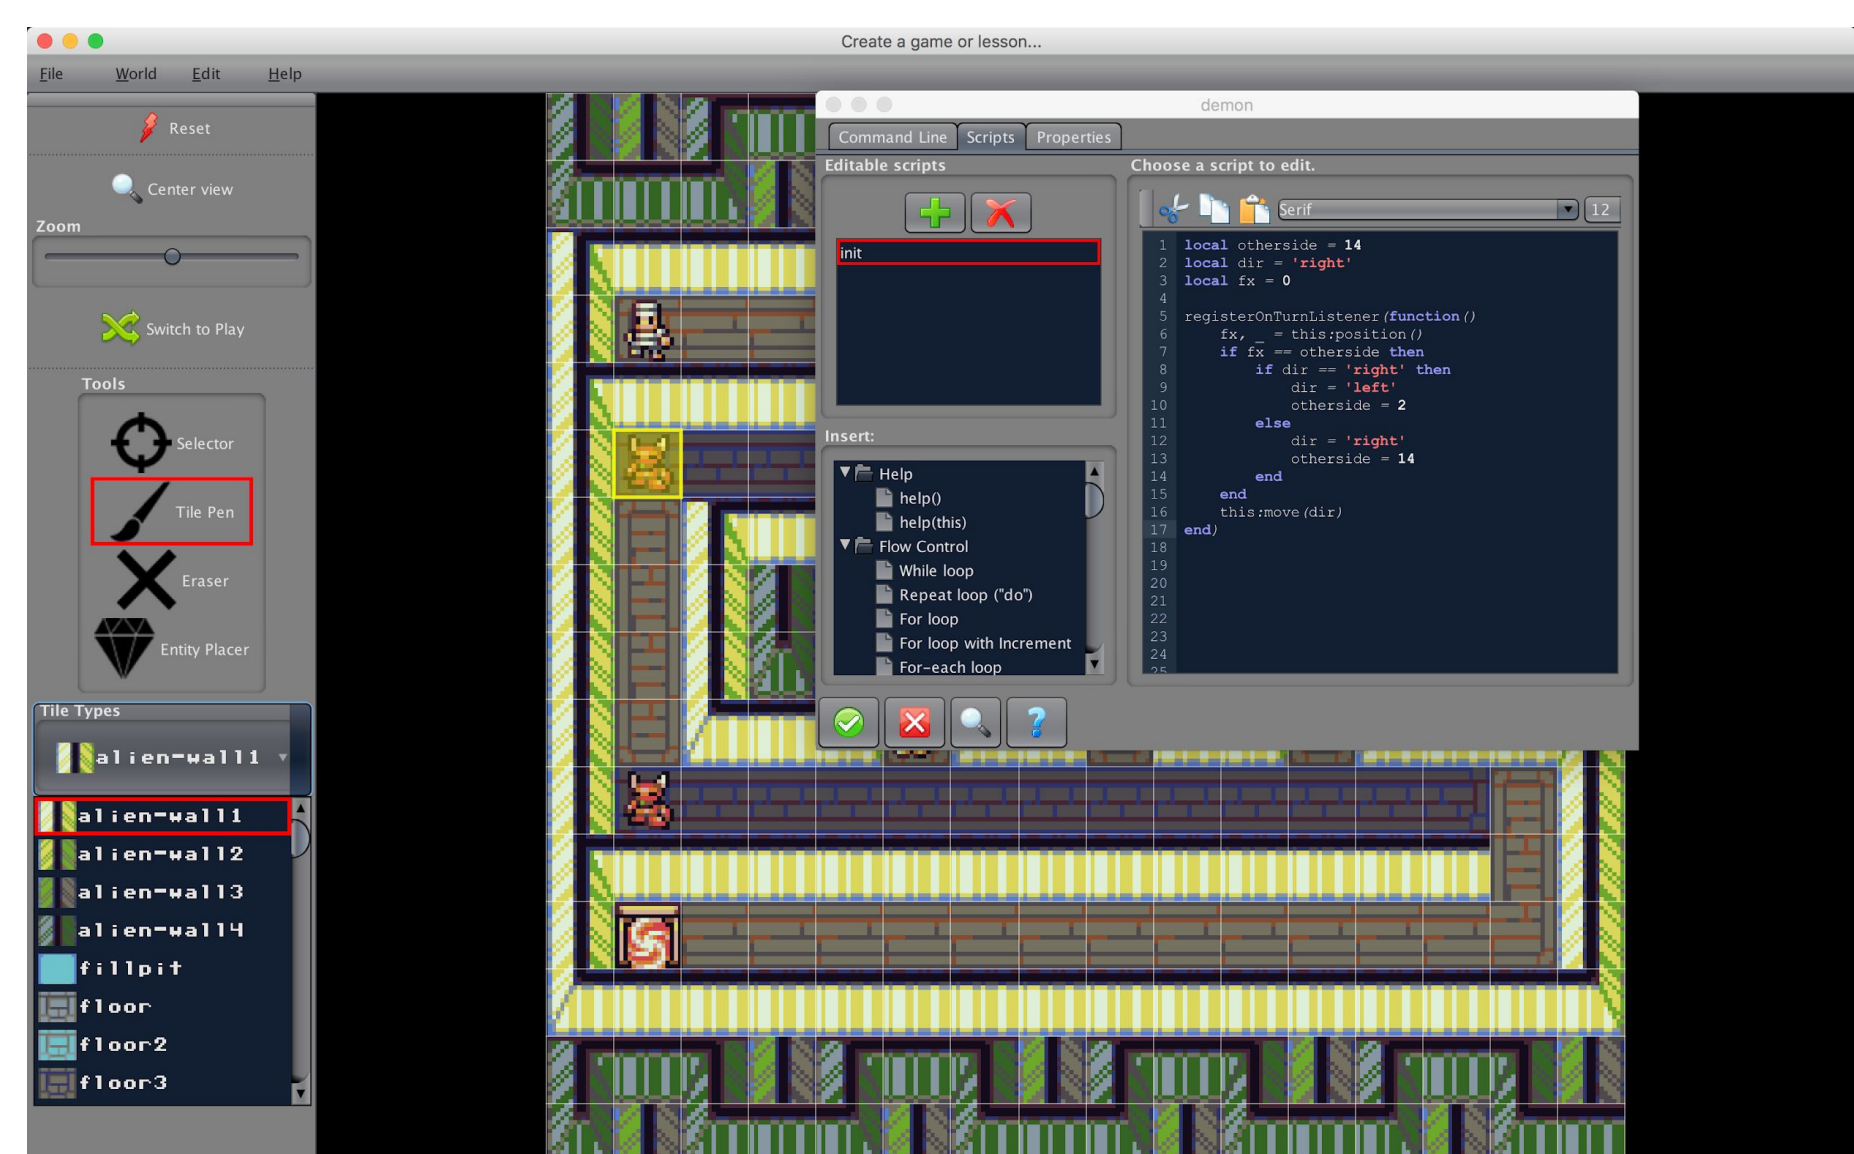 Create a game or lesson...
File World Edit Help
Reset
Center view
Zoom
Switch to Play
Tools
Selector
Tile Pen
Eraser
Entity Placer
Tile Types
alien-wall1
alien-wall1
alien-wall2
alien-wall3
alien-wall4
fillpit
floor
floor2
floor3
demon
Command Line Scripts Properties
Editable scripts
init
Insert:
Help
help()
help(this)
Flow Control
While loop
Repeat loop ("do")
For loop
For loop with Increment
For-each loop
Choose a script to edit.
Serif 12
1 local otherside = 14
2 local dir = 'right'
3 local fx = 0
4
5 registerOnTurnListener(function()
6 fx, _ = this:position()
7 if fx == otherside then
8 if dir == 'right' then
9 dir = 'left'
10 otherside = 2
11 else
12 dir = 'right'
13 otherside = 14
14 end
15 end
16 this:move(dir)
17 end)
18
19
20
21
22
23
24
25